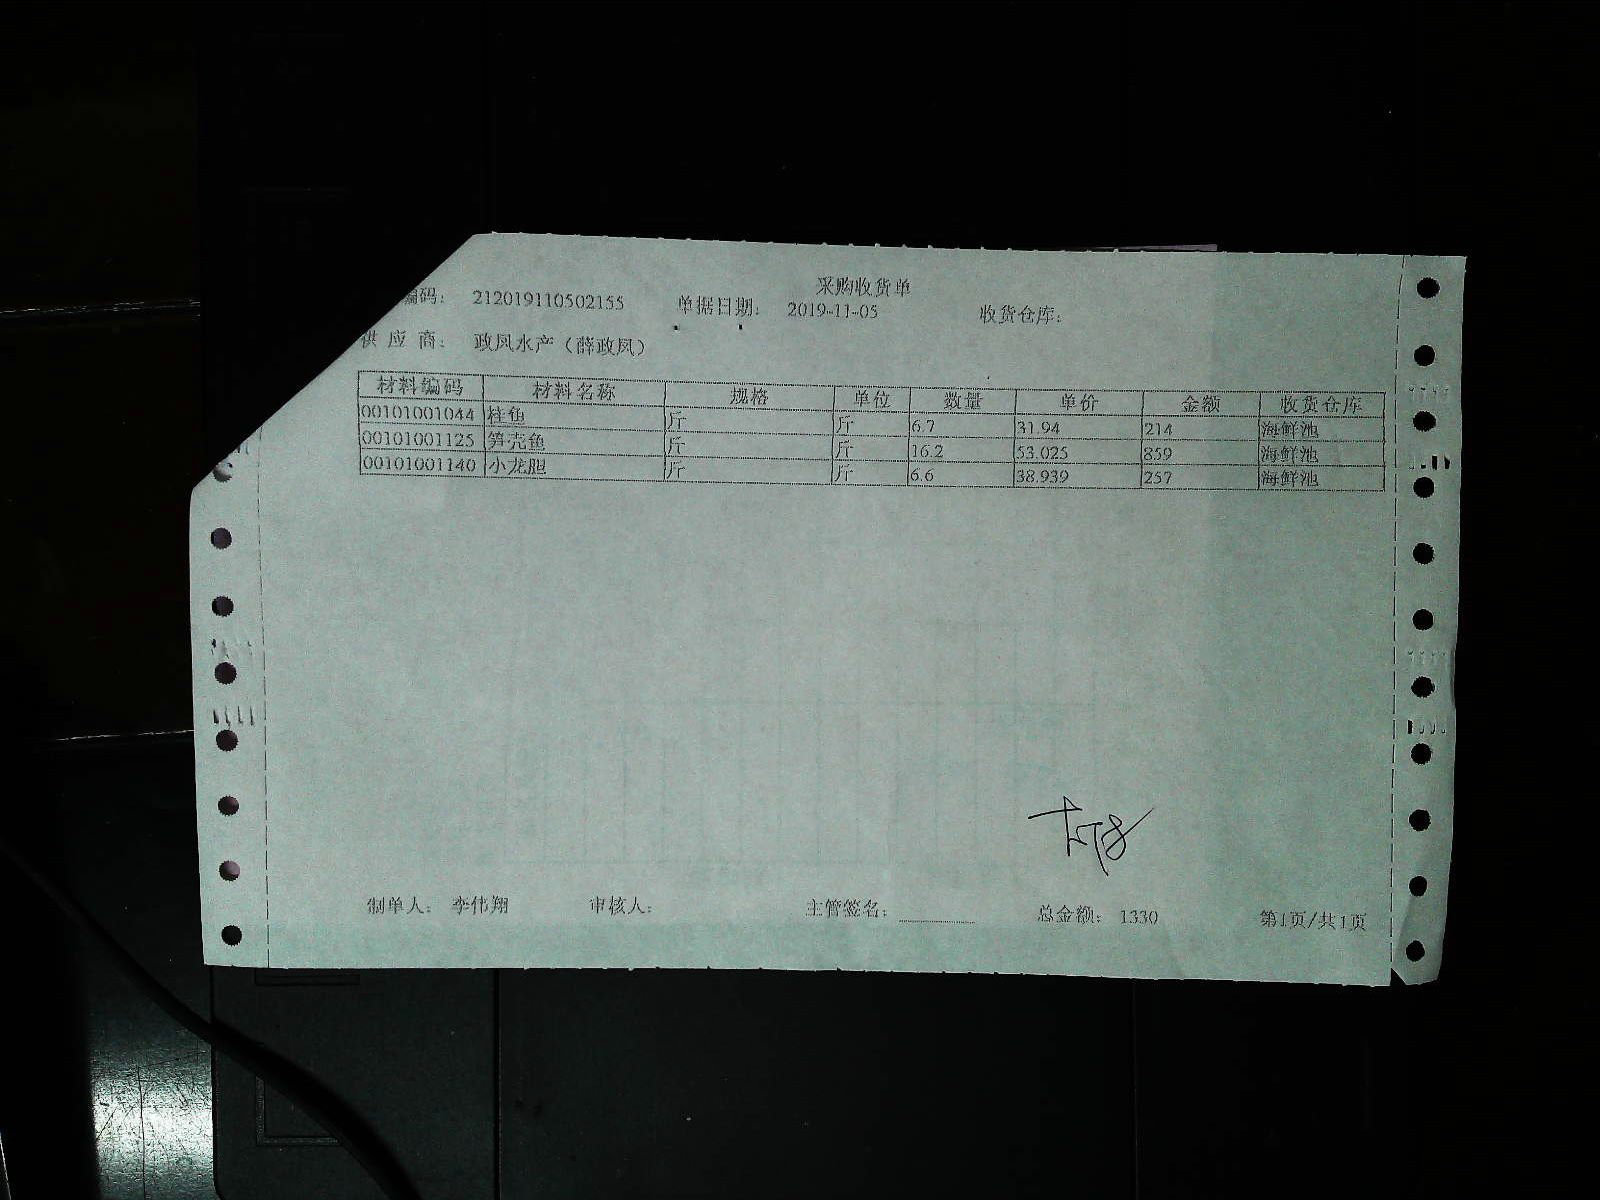 采购收货单
编码： 212019110502155 单据日期： 2019-11-05 收货仓库：
供 应 商： 政凤水产（薛政凤）
材料编码 材料名称 规格 单位 数量 单价 金额 收货仓库
00101001044 桂鱼 斤 斤 6.7 31.94 214 海鲜池
00101001125 笋壳鱼 斤 斤 16.2 53.025 859 海鲜池
00101001140 小龙胆 斤 斤 6.6 38.939 257 海鲜池
制单人： 李伟翔 审核人： 主管签名： 总金额： 1330 第1页/共1页